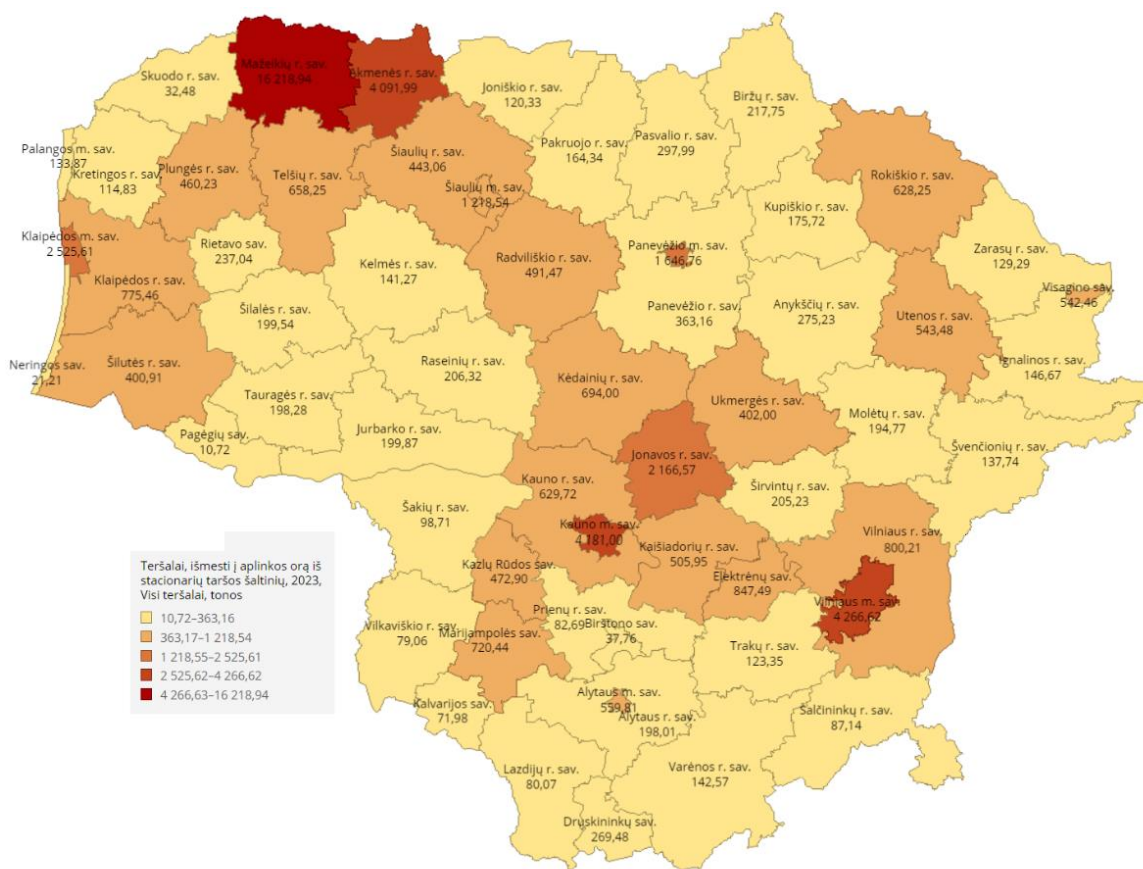 Skuodo r. sav.
32,48
Mažeikių r. sav.
16 218,94
Akmenės r. sav.
4 091,99
Joniškio r. sav.
120,33
Pakruojo r. sav.
164,34
Pasvalio r. sav.
297,99
Biržų r. sav.
217,75
Palangos m. sav.
133,87
Kretingos r. sav.
114,83
Plungės r. sav.
460,23
Telšių r. sav.
658,25
Šiaulių r. sav.
443,06
Šiaulių m. sav.
1 218,54
Rokiškio r. sav.
628,25
Kupiškio r. sav.
175,72
Klaipėdos m. sav.
2 525,61
Rietavo sav.
237,04
Kelmės r. sav.
141,27
Radviliškio r. sav.
491,47
Panevėžio m. sav.
1 646,76
Zarasų r. sav.
129,29
Visagino sav.
542,46
Klaipėdos r. sav.
775,46
Šilalės r. sav.
199,54
Panevėžio r. sav.
363,16
Anykščių r. sav.
275,23
Utenos r. sav.
543,48
Neringos sav.
21,21
Šilutės r. sav.
400,91
Raseinių r. sav.
206,32
Kėdainių r. sav.
694,00
Ignalinos r. sav.
146,67
Tauragės r. sav.
198,28
Ukmergės r. sav.
402,00
Molėtų r. sav.
194,77
Pagėgių sav.
10,72
Jurbarko r. sav.
199,87
Jonavos r. sav.
2 166,57
Švenčionių r. sav.
137,74
Kauno r. sav.
629,72
Širvintų r. sav.
205,23
Šakių r. sav.
98,71
Kauno m. sav.
4 181,00
Kaišiadorių r. sav.
505,95
Vilniaus r. sav.
800,21
Kazlų Rūdos sav.
472,90
Elektrėnų sav.
847,49
Vilniaus m. sav.
4 266,62
Prienų r. sav.
82,69
Birštono sav.
37,76
Vilkaviškio r. sav.
79,06
Marijampolės sav.
720,44
Trakų r. sav.
123,35
Kalvarijos sav.
71,98
Alytaus m. sav.
559,81
Alytaus r. sav.
198,01
Šalčininkų r. sav.
87,14
Lazdijų r. sav.
80,07
Varėnos r. sav.
142,57
Druskininkų sav.
269,48
Teršalai, išmesti į aplinkos orą iš
stacionarių taršos šaltinių, 2023,
Visi teršalai, tonos
10,72–363,16
363,17–1 218,54
1 218,55–2 525,61
2 525,62–4 266,62
4 266,63–16 218,94